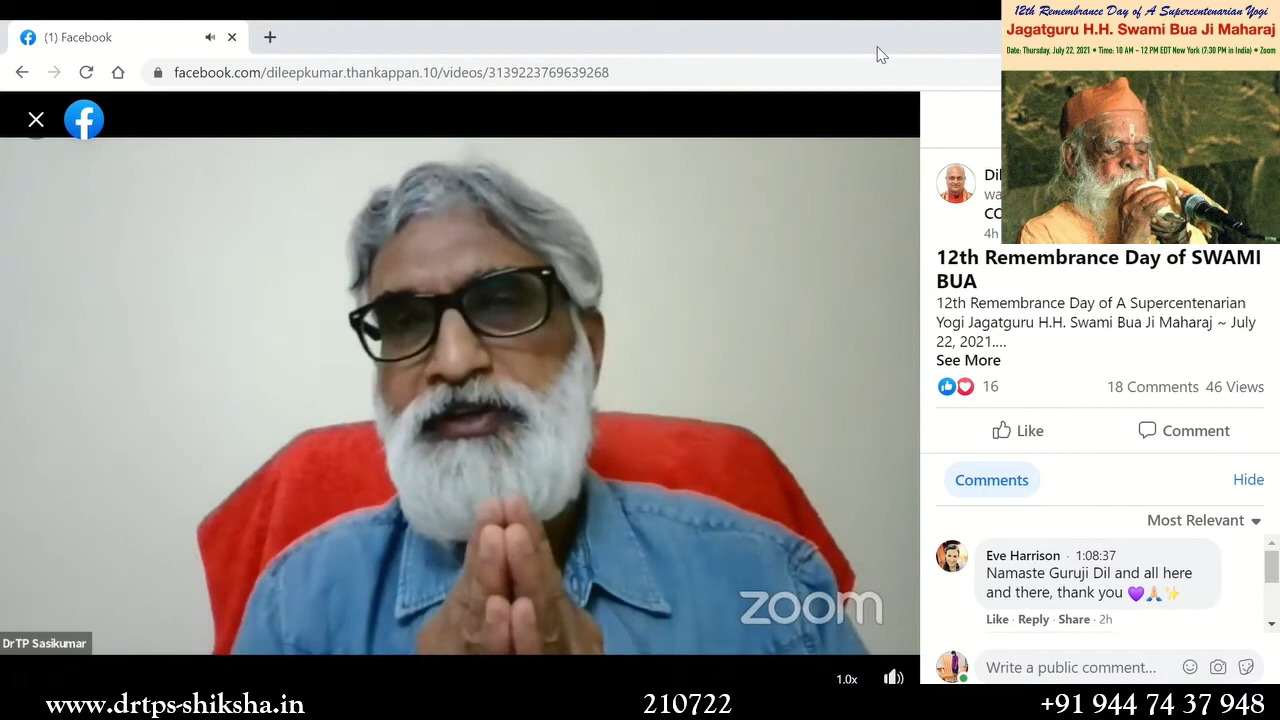 12th Remembrance Day of A Supercentenarian Yogi
Jagatguru H.H. Swami Bua Ji Maharaj
Date: Thursday, July 22, 2021 • Time: 10 AM ~ 12 PM EDT New York (7:30 PM in India) • Zoom
(1) Facebook
facebook.com/dileepkumar.thankappan.10/videos/3139223769639268
Dil
wa
CC
4h
12th Remembrance Day of SWAMI
BUA
12th Remembrance Day of A Supercentenarian
Yogi Jagatguru H.H. Swami Bua Ji Maharaj ~ July
22, 2021....
See More
16
18 Comments 46 Views
Like
Comment
Comments
Hide
Most Relevant
Eve Harrison · 1:08:37
Namaste Guruji Dil and all here
and there, thank you 💜🙏🏼✨
Like · Reply · Share · 2h
Write a public comment...
zoom
DrTP Sasikumar
1.0x
www.drtps-shiksha.in
210722
+91 944 74 37 948